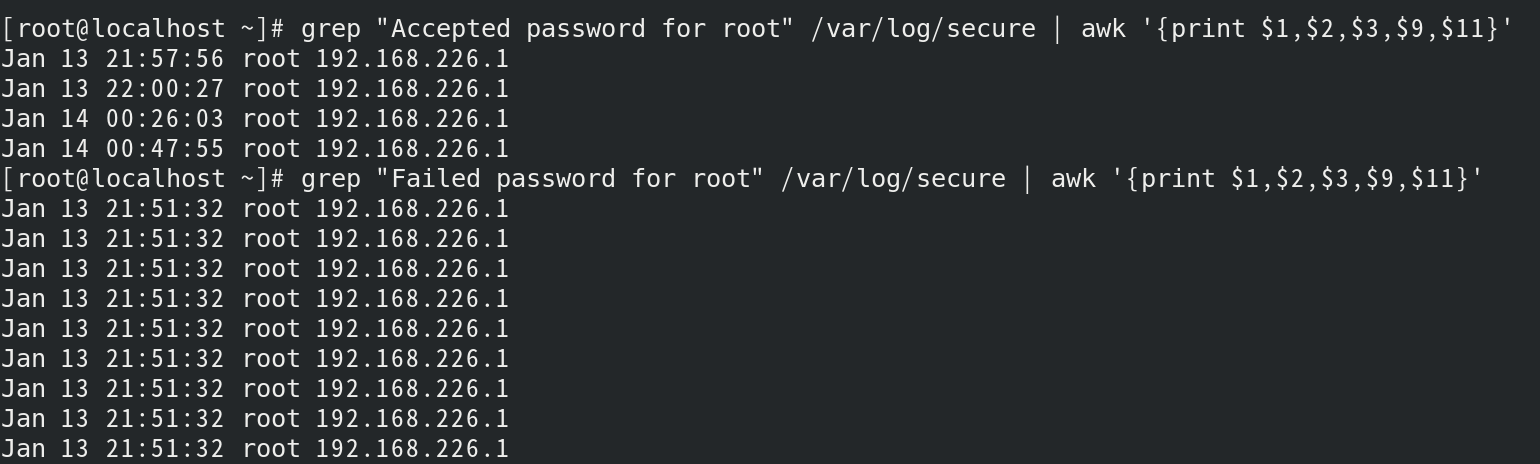 [root@localhost ~]# grep "Accepted password for root" /var/log/secure | awk '{print $1,$2,$3,$9,$11}'
Jan 13 21:57:56 root 192.168.226.1
Jan 13 22:00:27 root 192.168.226.1
Jan 14 00:26:03 root 192.168.226.1
Jan 14 00:47:55 root 192.168.226.1
[root@localhost ~]# grep "Failed password for root" /var/log/secure | awk '{print $1,$2,$3,$9,$11}'
Jan 13 21:51:32 root 192.168.226.1
Jan 13 21:51:32 root 192.168.226.1
Jan 13 21:51:32 root 192.168.226.1
Jan 13 21:51:32 root 192.168.226.1
Jan 13 21:51:32 root 192.168.226.1
Jan 13 21:51:32 root 192.168.226.1
Jan 13 21:51:32 root 192.168.226.1
Jan 13 21:51:32 root 192.168.226.1
Jan 13 21:51:32 root 192.168.226.1